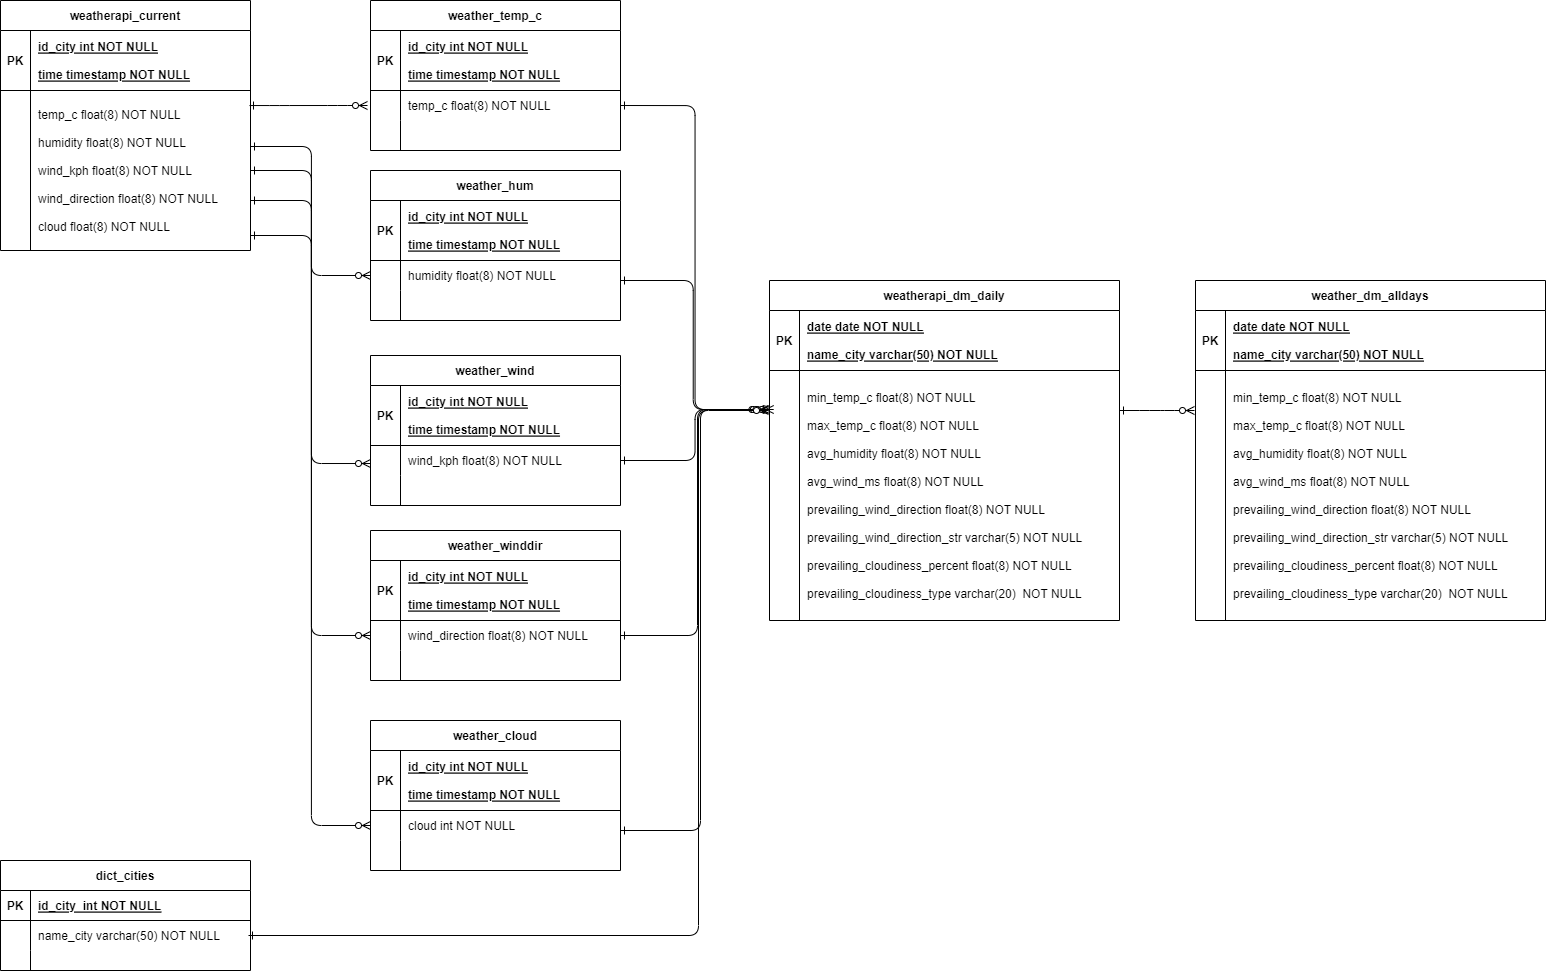 weatherapi_current
PK
id_city int NOT NULL
time timestamp NOT NULL
temp_c float(8) NOT NULL
humidity float(8) NOT NULL
wind_kph float(8) NOT NULL
wind_direction float(8) NOT NULL
cloud float(8) NOT NULL
weather_temp_c
PK
id_city int NOT NULL
time timestamp NOT NULL
temp_c float(8) NOT NULL
weather_hum
PK
id_city int NOT NULL
time timestamp NOT NULL
humidity float(8) NOT NULL
weather_wind
PK
id_city int NOT NULL
time timestamp NOT NULL
wind_kph float(8) NOT NULL
weather_winddir
PK
id_city int NOT NULL
time timestamp NOT NULL
wind_direction float(8) NOT NULL
weather_cloud
PK
id_city int NOT NULL
time timestamp NOT NULL
cloud int NOT NULL
dict_cities
PK
id_city int NOT NULL
name_city varchar(50) NOT NULL
weatherapi_dm_daily
PK
date date NOT NULL
name_city varchar(50) NOT NULL
min_temp_c float(8) NOT NULL
max_temp_c float(8) NOT NULL
avg_humidity float(8) NOT NULL
avg_wind_ms float(8) NOT NULL
prevailing_wind_direction float(8) NOT NULL
prevailing_wind_direction_str varchar(5) NOT NULL
prevailing_cloudiness_percent float(8) NOT NULL
prevailing_cloudiness_type varchar(20) NOT NULL
weather_dm_alldays
PK
date date NOT NULL
name_city varchar(50) NOT NULL
min_temp_c float(8) NOT NULL
max_temp_c float(8) NOT NULL
avg_humidity float(8) NOT NULL
avg_wind_ms float(8) NOT NULL
prevailing_wind_direction float(8) NOT NULL
prevailing_wind_direction_str varchar(5) NOT NULL
prevailing_cloudiness_percent float(8) NOT NULL
prevailing_cloudiness_type varchar(20) NOT NULL